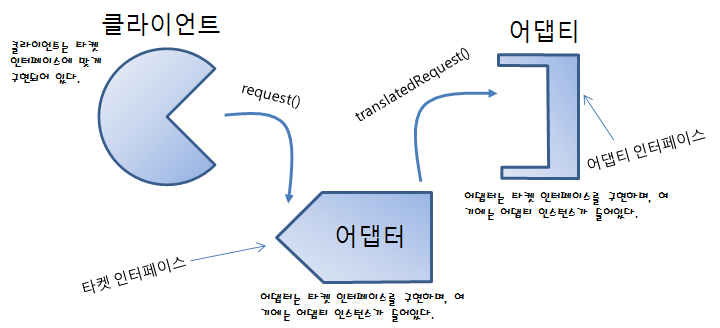 클라이언트
클라이언트는 타켓
인터페이스에 맞게
구현되어 있다.
request()
translatedRequest()
어댑티
어댑티 인터페이스
어댑터는 타켓 인터페이스를 구현하며, 여
기에는 어댑티 인스턴스가 들어있다.
어댑터
타켓 인터페이스
어댑터는 타켓 인터페이스를 구현하며, 여
기에는 어댑티 인스턴스가 들어있다.